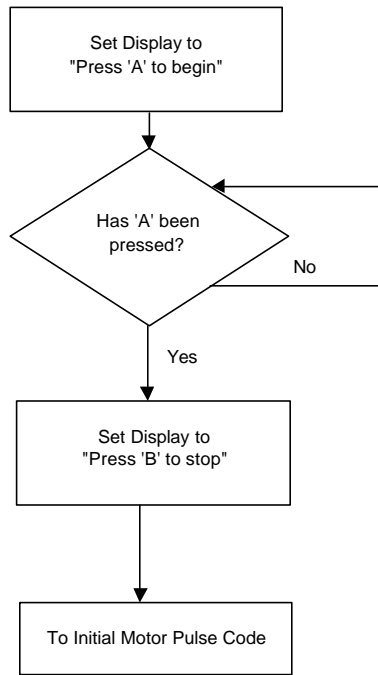 Set Display to
"Press 'A' to begin"
Has 'A' been
pressed?
No
Yes
Set Display to
"Press 'B' to stop"
To Initial Motor Pulse Code